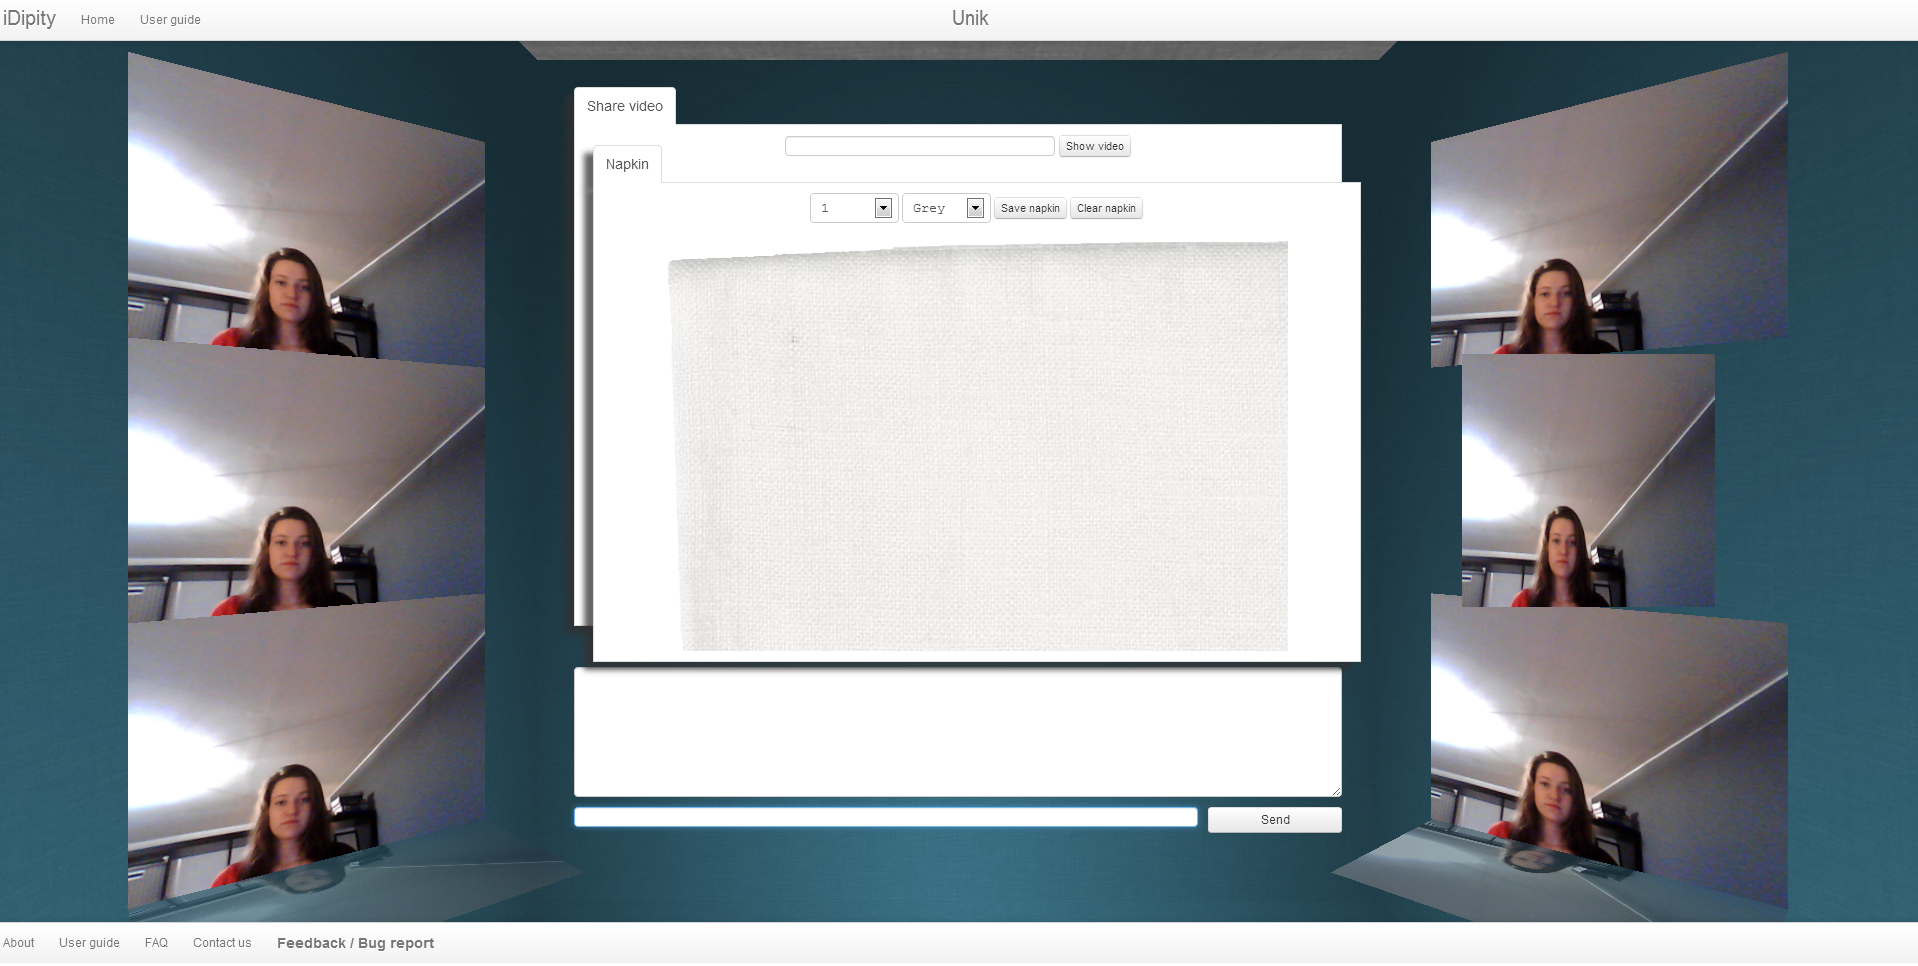 iDipity Home User guide Unik
Share video
Show video
Napkin
1 Grey Save napkin Clear napkin
Send
About User guide FAQ Contact us Feedback / Bug report